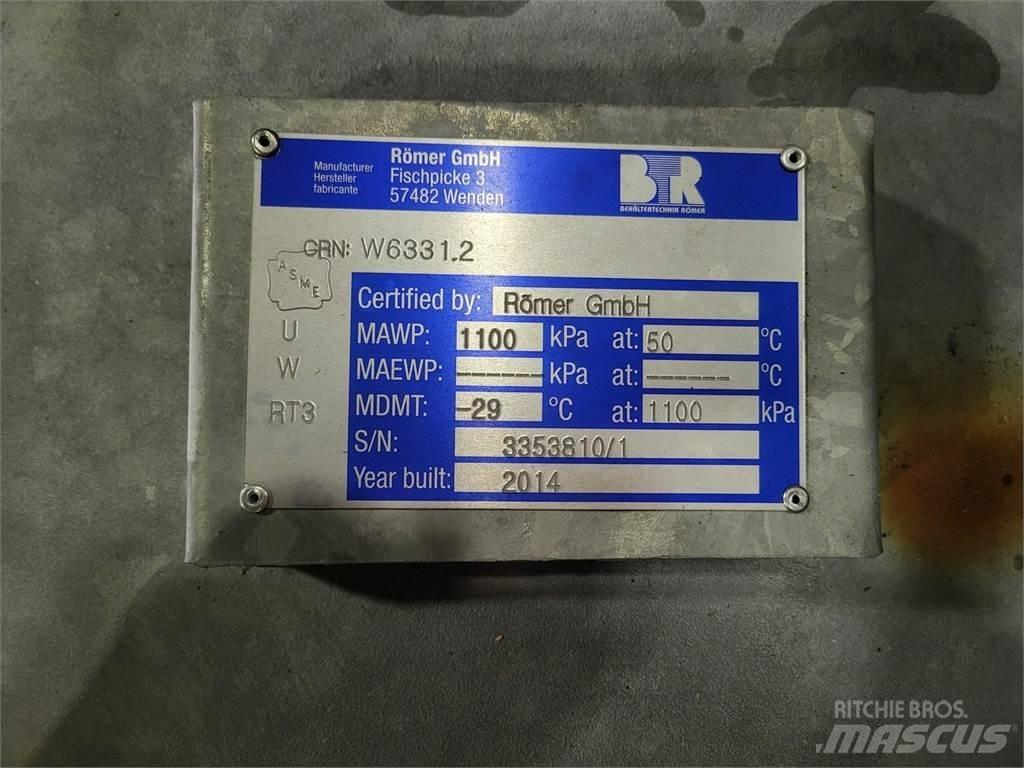 Manufacturer
Hersteller
fabricante
Römer GmbH
Fischpicke 3
57482 Wenden
BTR
BEHÄLTERTECHNIK RÖMER
CRN: W6331.2
ASME
U
W
RT3
Certified by: Römer GmbH
MAWP: 1100 kPa at: 50 °C
MAEWP: ------ kPa at: ------ °C
MDMT: -29 °C at: 1100 kPa
S/N: 3353810/1
Year built: 2014
RITCHIE BROS.
MASCUS